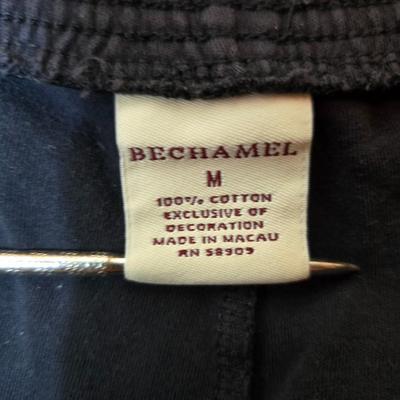 BECHAMEL
M
100% COTTON
EXCLUSIVE OF
DECORATION
MADE IN MACAU
RN 58909